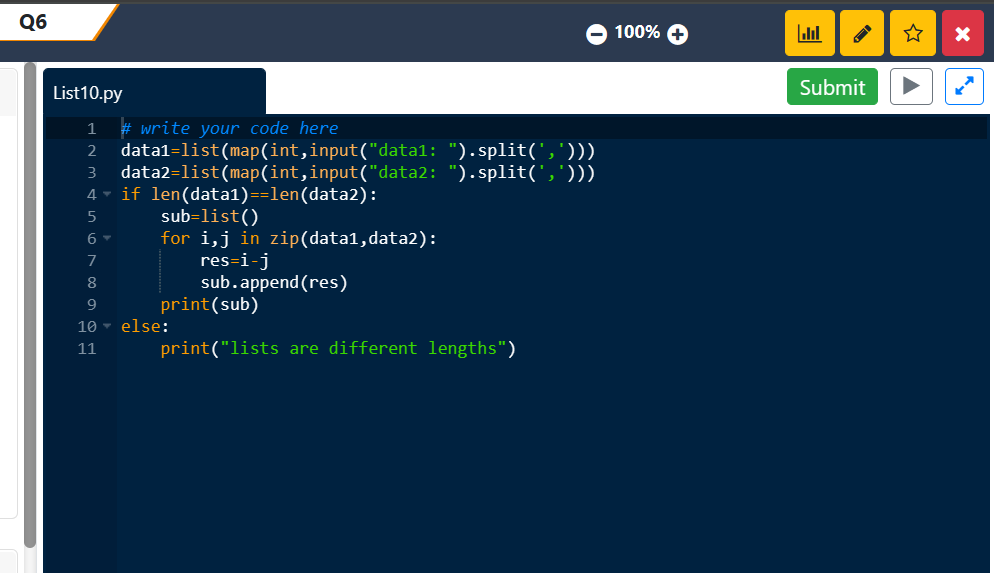 Q6
100%
List10.py
Submit
1 # write your code here
2 data1=list(map(int,input("data1: ").split(',')))
3 data2=list(map(int,input("data2: ").split(',')))
4 if len(data1)==len(data2):
5     sub=list()
6     for i,j in zip(data1,data2):
7         res=i-j
8         sub.append(res)
9     print(sub)
10 else:
11     print("lists are different lengths")